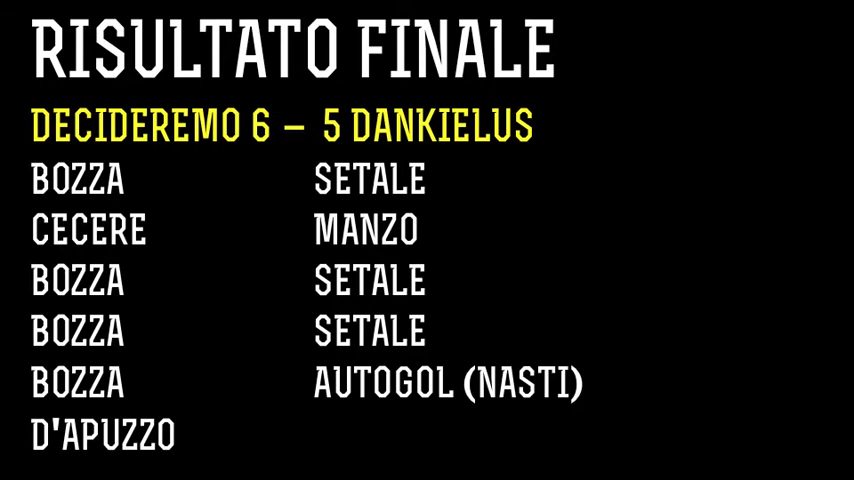 RISULTATO FINALE
DECIDEREMO 6 – 5 DANKIELUS
BOZZA SETALE
CECERE MANZO
BOZZA SETALE
BOZZA SETALE
BOZZA AUTOGOL (NASTI)
D'APUZZO